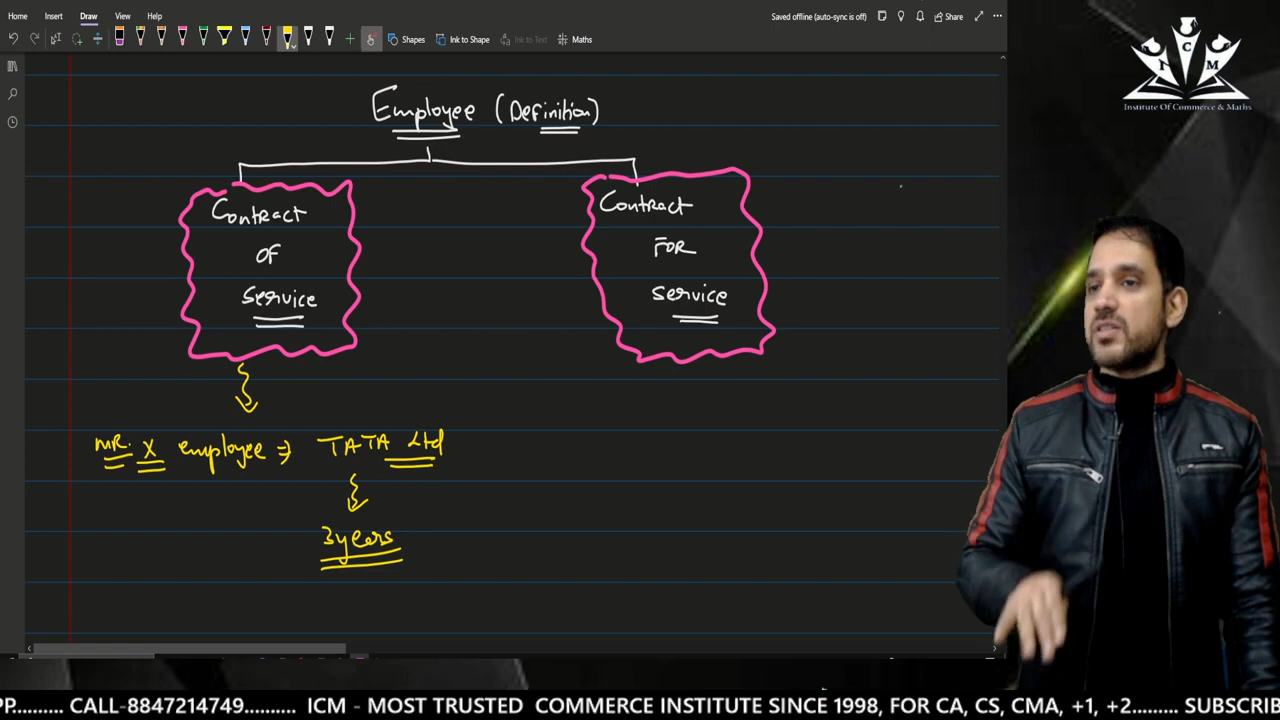 Home Insert Draw View Help
Saved offline (auto-sync is off) Share
Shapes Ink to Shape Ink to Text Maths
I C M
Institute Of Commerce & Maths
Employee (Definition)
Contract
OF
Service
Contract
FOR
Service
MR. X employee ⇒ TATA Ltd
3 years
PP.......... CALL-8847214749......... ICM - MOST TRUSTED COMMERCE INSTITUTE SINCE 1998, FOR CA, CS, CMA, +1, +2......... SUBSCRIB